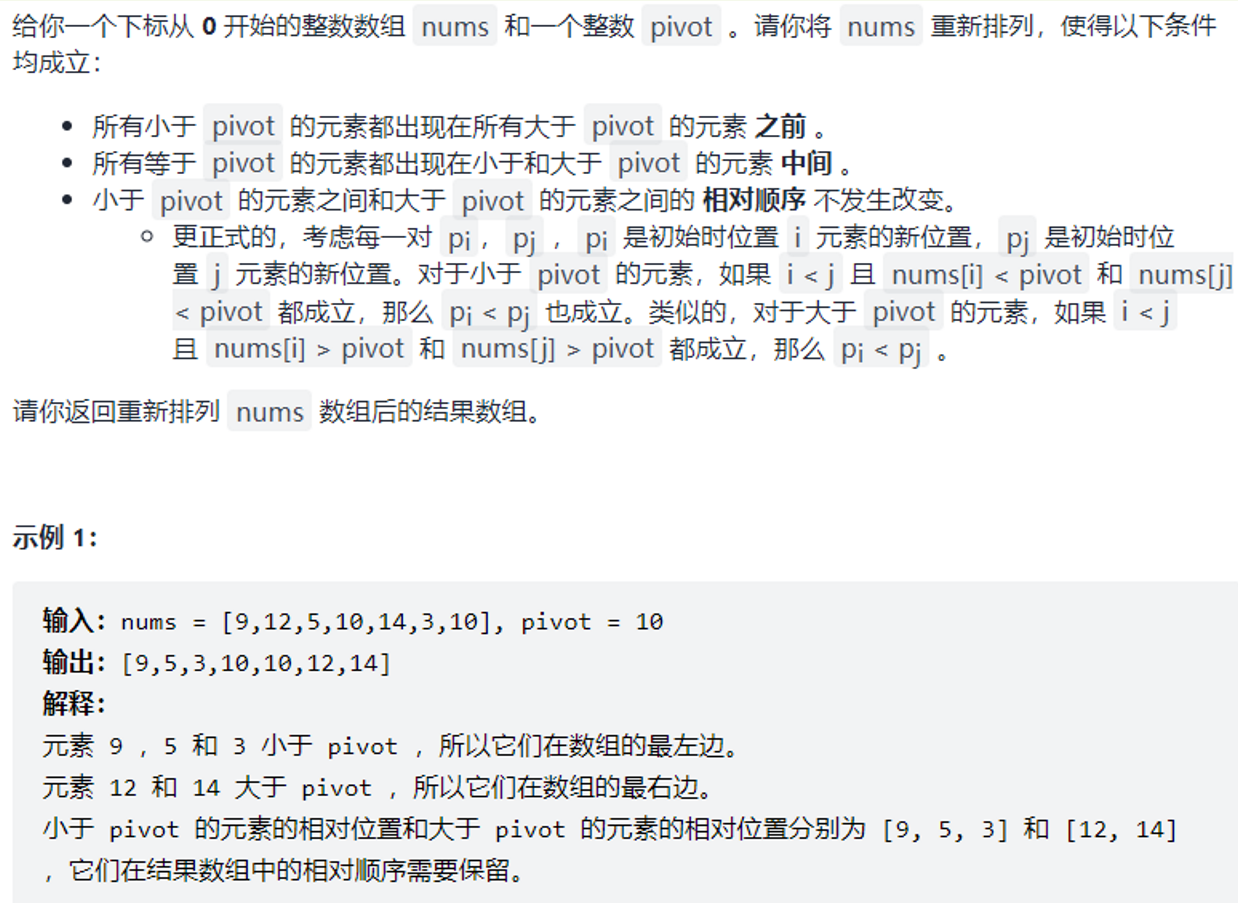 给你一个下标从 0 开始的整数数组 nums 和一个整数 pivot 。请你将 nums 重新排列，使得以下条件
均成立：
所有小于 pivot 的元素都出现在所有大于 pivot 的元素 之前 。
所有等于 pivot 的元素都出现在小于和大于 pivot 的元素 中间 。
小于 pivot 的元素之间和大于 pivot 的元素之间的 相对顺序 不发生改变。
更正式的，考虑每一对 pi，pj ，pi 是初始时位置 i 元素的新位置，pj 是初始时位
置 j 元素的新位置。对于小于 pivot 的元素，如果 i < j 且 nums[i] < pivot 和 nums[j]
< pivot 都成立，那么 pi < pj 也成立。类似的，对于大于 pivot 的元素，如果 i < j
且 nums[i] > pivot 和 nums[j] > pivot 都成立，那么 pi < pj 。
请你返回重新排列 nums 数组后的结果数组。
示例 1：
输入：nums = [9,12,5,10,14,3,10], pivot = 10
输出：[9,5,3,10,10,12,14]
解释：
元素 9 ，5 和 3 小于 pivot ，所以它们在数组的最左边。
元素 12 和 14 大于 pivot ，所以它们在数组的最右边。
小于 pivot 的元素的相对位置和大于 pivot 的元素的相对位置分别为 [9, 5, 3] 和 [12, 14]
，它们在结果数组中的相对顺序需要保留。